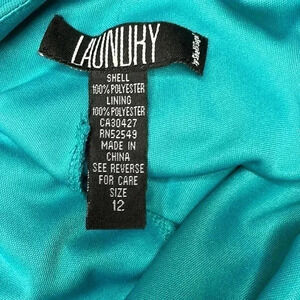 LAUNDRY
SHELL
100% POLYESTER
LINING
100% POLYESTER
CA30427
RN52549
MADE IN
CHINA
SEE REVERSE
FOR CARE
SIZE
12